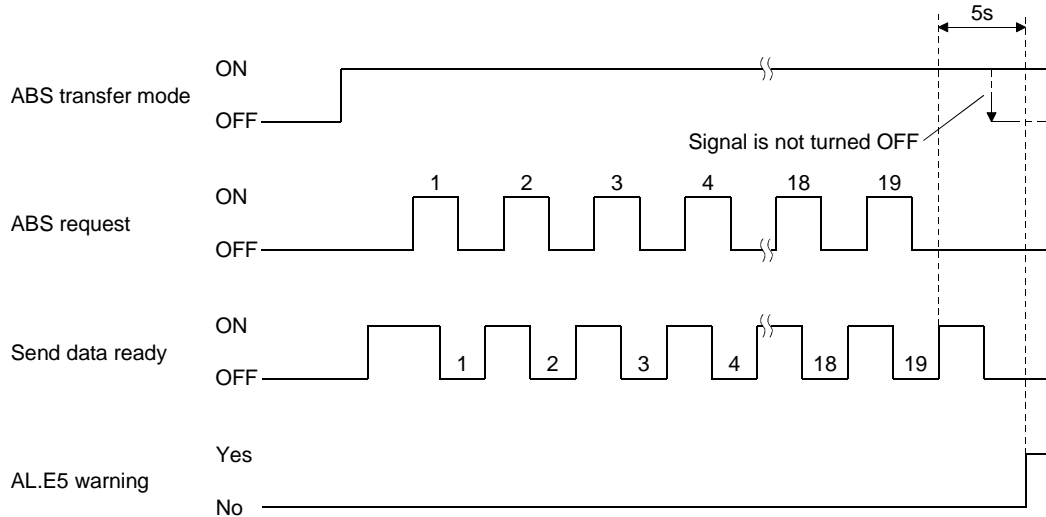 5s
ON
ABS transfer mode
OFF
Signal is not turned OFF
1 2 3 4 18 19
ON
ABS request
OFF
ON
Send data ready
OFF
1 2 3 4 18 19
Yes
AL.E5 warning
No